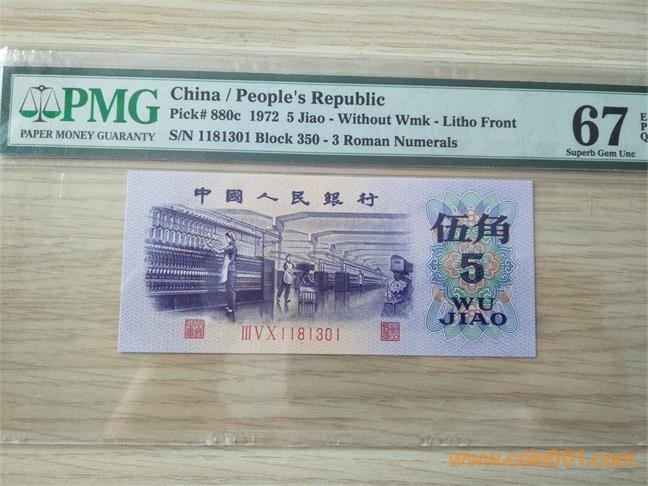 PMG
PAPER MONEY GUARANTY
China / People's Republic
Pick# 880c 1972 5 Jiao - Without Wmk - Litho Front
S/N 1181301 Block 350 - 3 Roman Numerals
67
Superb Gem Unc
E
P
Q
中國人民銀行
伍角
5
WU
JIAO
ⅢⅤⅩ1181301
www.coin001.com